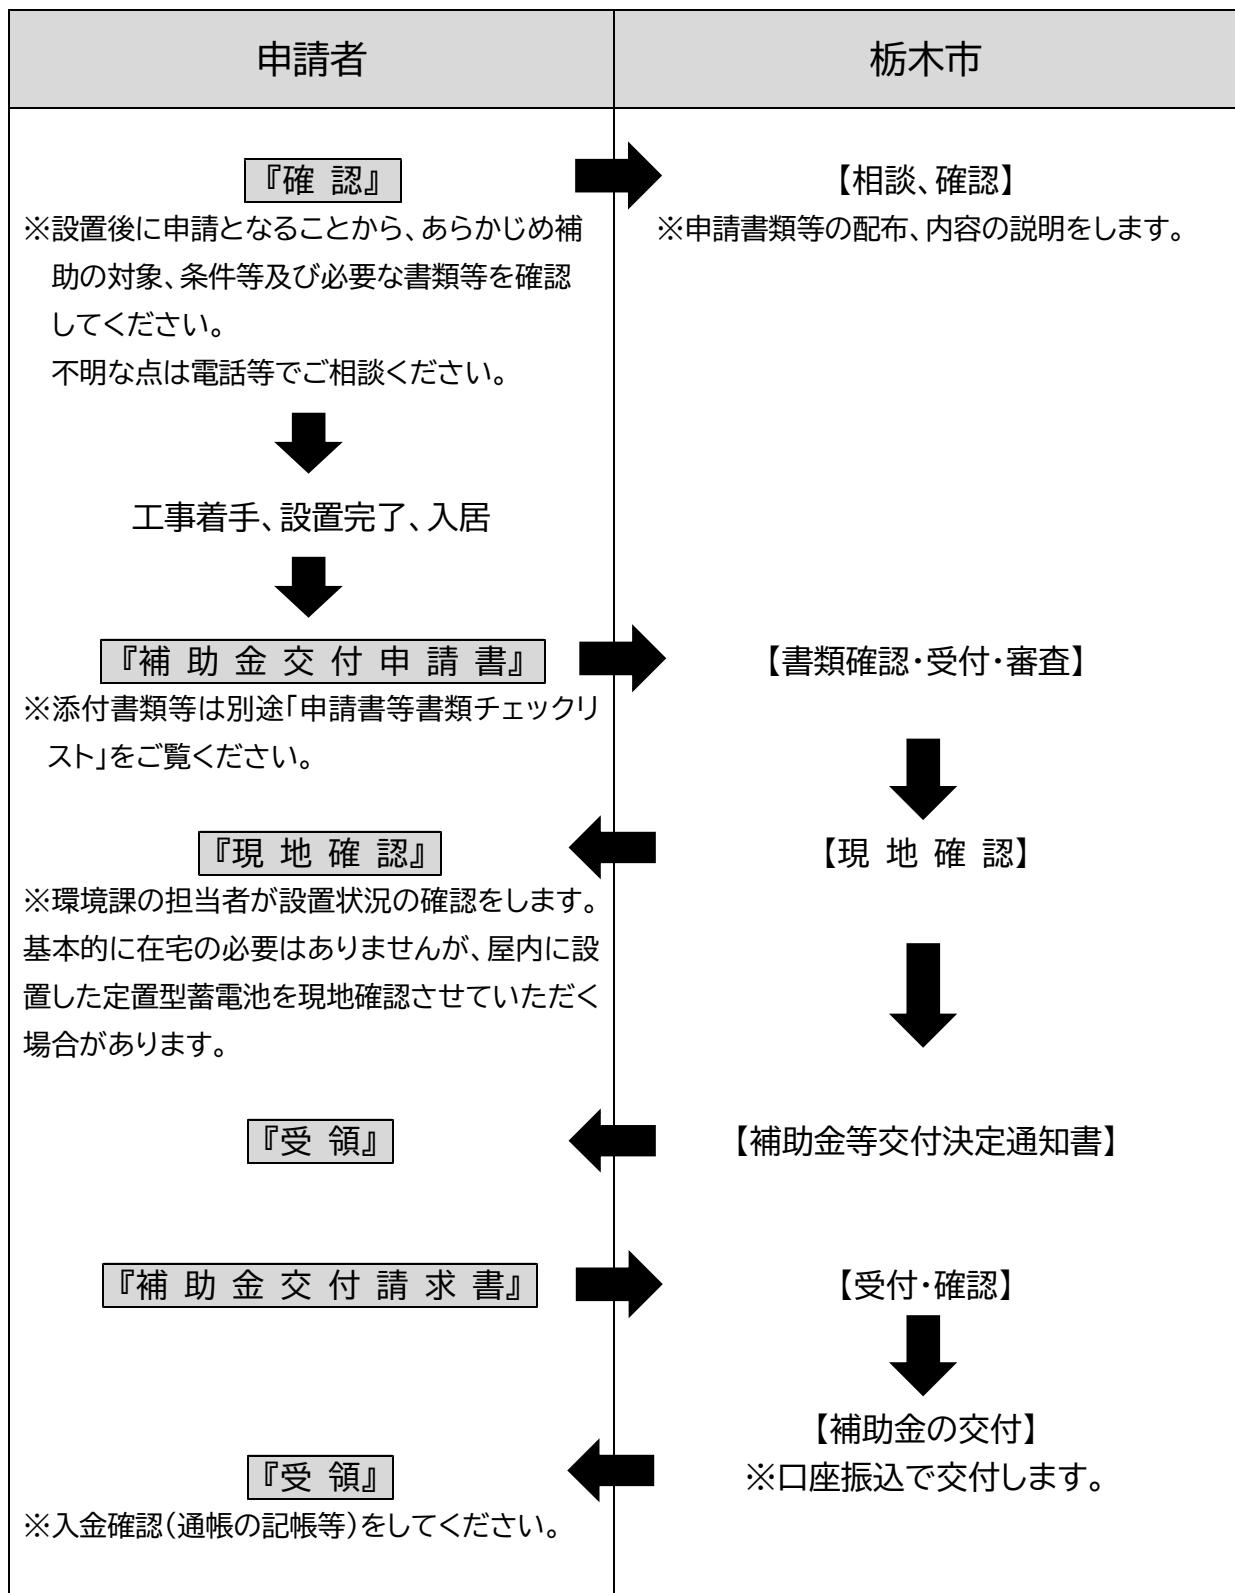 申請者
栃木市
『確 認』
【相談、確認】
※設置後に申請となることから、あらかじめ補
助の対象、条件等及び必要な書類等を確認
してください。
不明な点は電話等でご相談ください。
※申請書類等の配布、内容の説明をします。
工事着手、設置完了、入居
『補 助 金 交 付 申 請 書』
【書類確認・受付・審査】
※添付書類等は別途「申請書等書類チェックリ
スト」をご覧ください。
『現 地 確 認』
【現 地 確 認】
※環境課の担当者が設置状況の確認をします。
基本的に在宅の必要はありませんが、屋内に設
置した定置型蓄電池を現地確認させていただく
場合があります。
『受 領』
【補助金等交付決定通知書】
『補 助 金 交 付 請 求 書』
【受付・確認】
【補助金の交付】
※口座振込で交付します。
『受 領』
※入金確認（通帳の記帳等）をしてください。